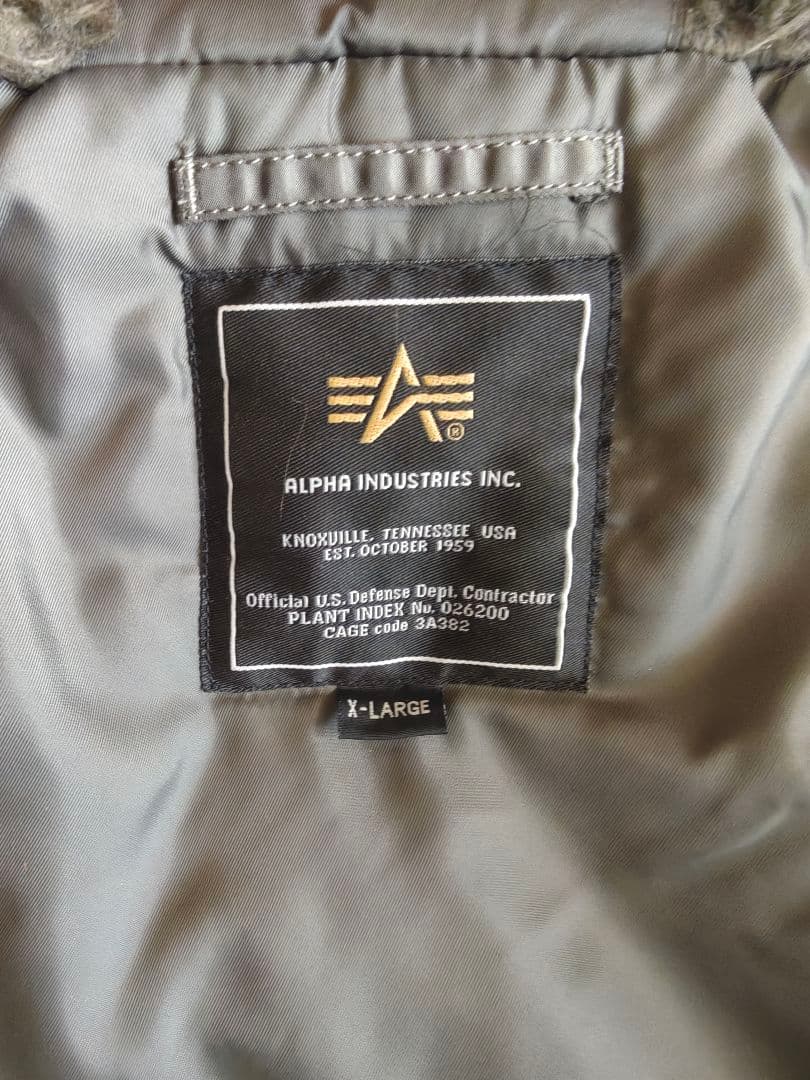 ®
ALPHA INDUSTRIES INC.
KNOXVILLE, TENNESSEE USA
EST. OCTOBER 1959
Official U.S. Defense Dept. Contractor
PLANT INDEX No. 026200
CAGE code 3A382
X-LARGE